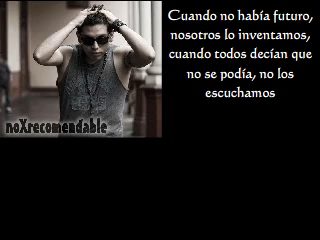 Cuando no había futuro,
nosotros lo inventamos,
cuando todos decían que
no se podía, no los
escuchamos
noXrecomendable